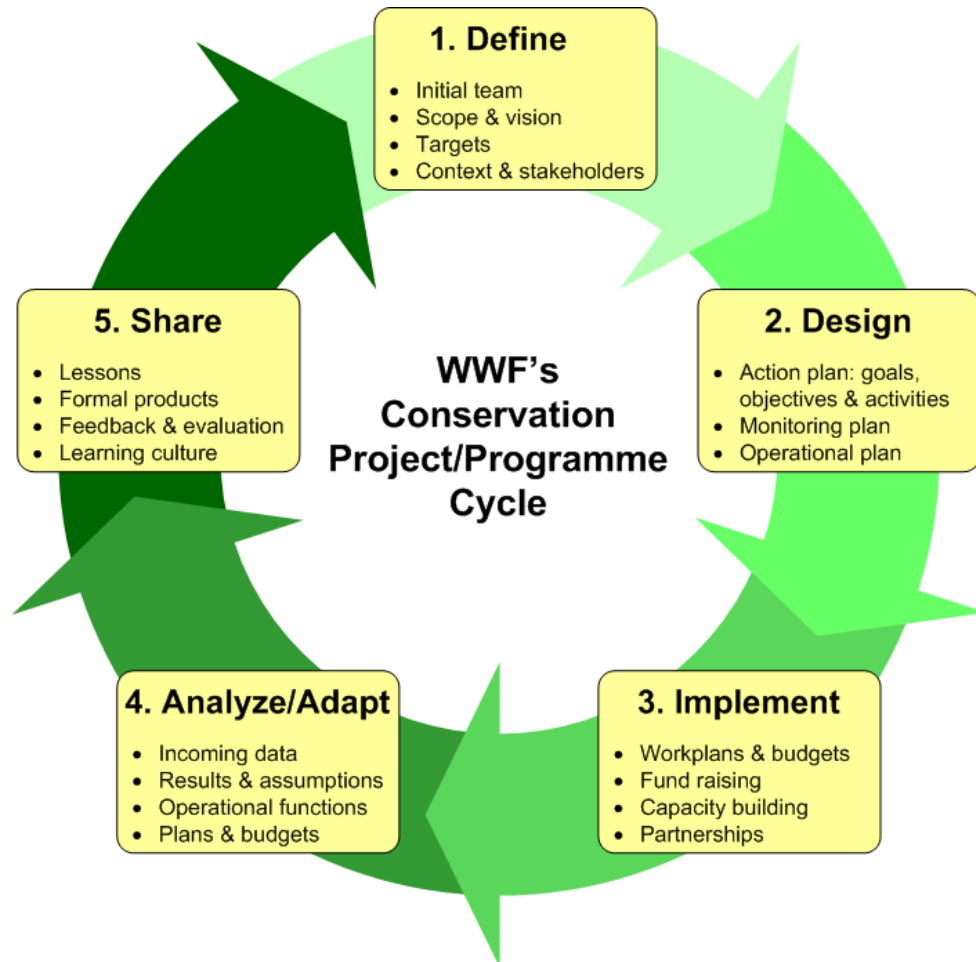 1. Define
• Initial team
• Scope & vision
• Targets
• Context & stakeholders
2. Design
• Action plan: goals,
objectives & activities
• Monitoring plan
• Operational plan
3. Implement
• Workplans & budgets
• Fund raising
• Capacity building
• Partnerships
4. Analyze/Adapt
• Incoming data
• Results & assumptions
• Operational functions
• Plans & budgets
5. Share
• Lessons
• Formal products
• Feedback & evaluation
• Learning culture
WWF's
Conservation
Project/Programme
Cycle